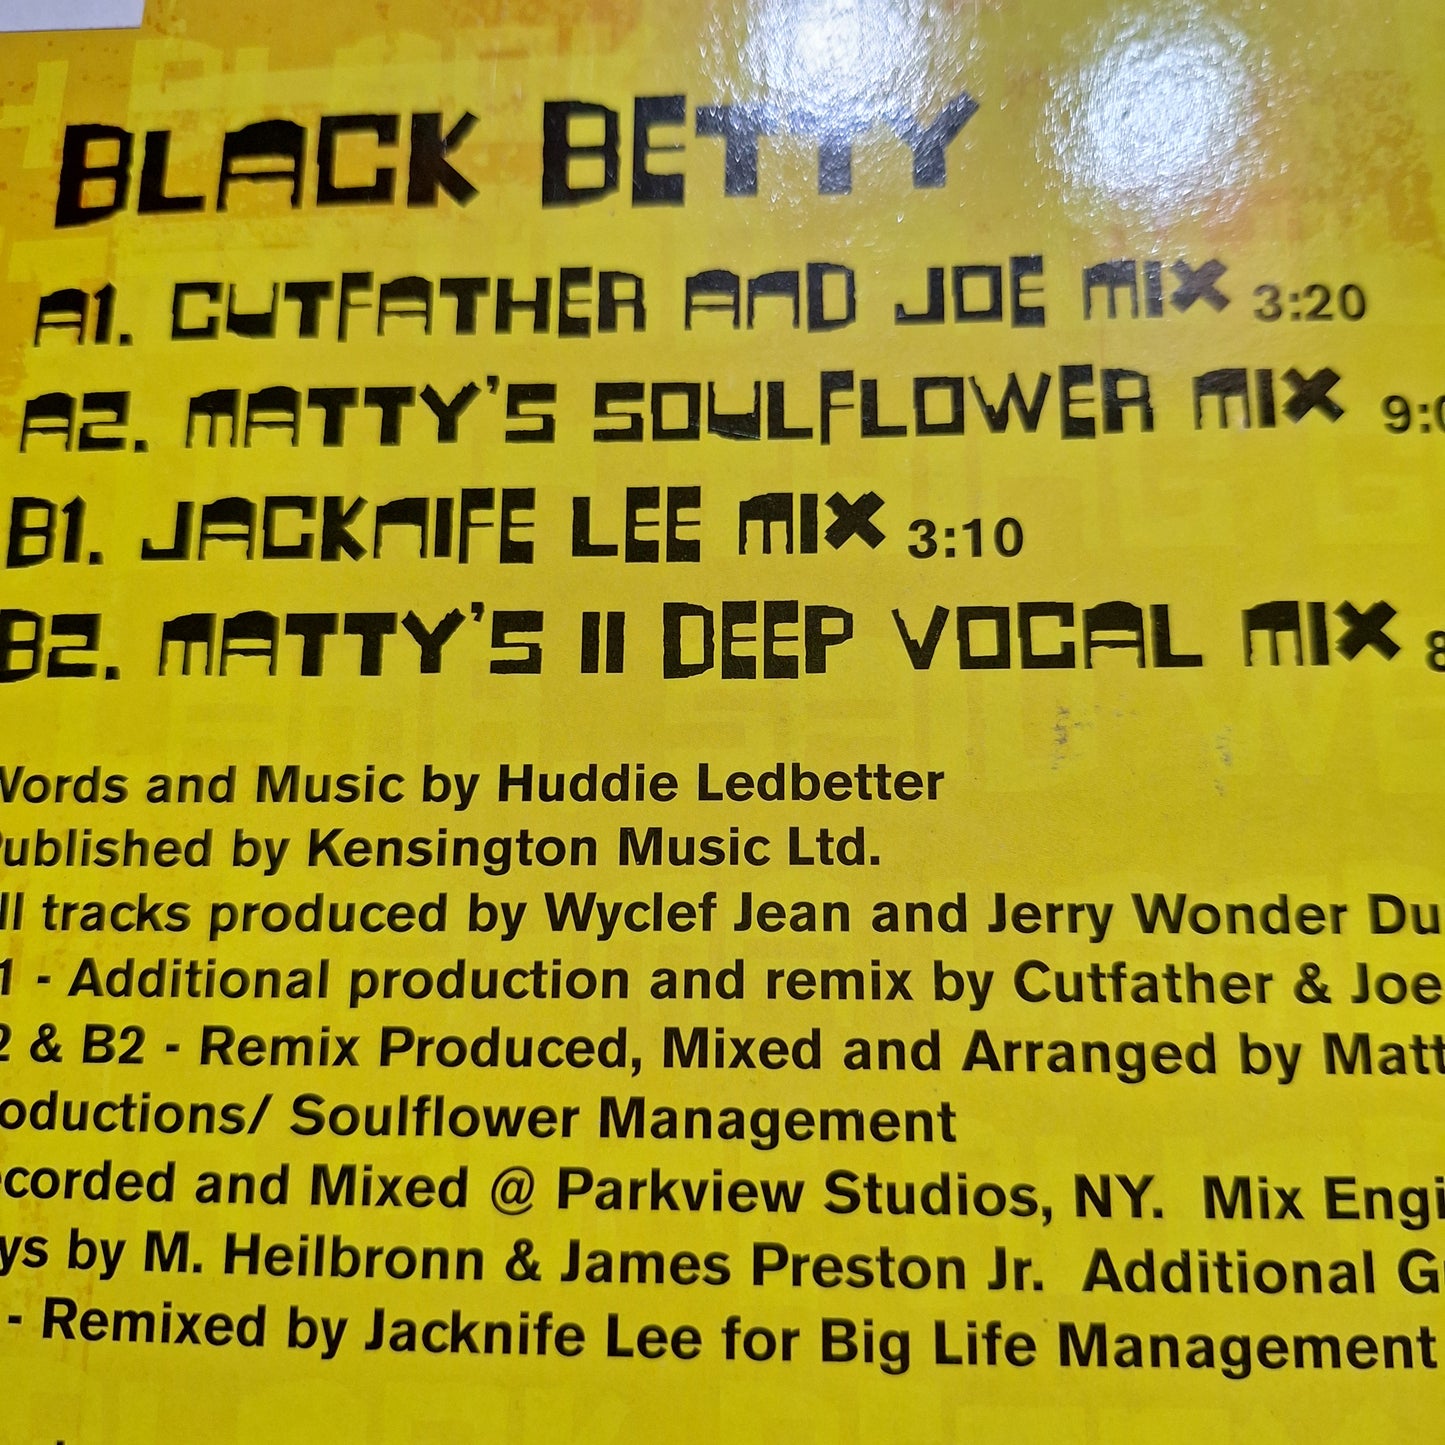 BLACK BETTY
A1. CUTFATHER AND JOE MIX 3:20
A2. MATTY'S SOULFLOWER MIX
B1. JACKNIFE LEE MIX 3:10
B2. MATTY'S II DEEP VOCAL MIX
Words and Music by Huddie Ledbetter
Published by Kensington Music Ltd.
tracks produced by Wyclef Jean and Jerry Wonder
- Additional production and remix by Cutfather & Joe
& B2 - Remix Produced, Mixed and Arranged by
Soulflower Management
and Mixed @ Parkview Studios, NY. Mix
by M. Heilbronn & James Preston Jr. Additional
- Remixed by Jacknife Lee for Big Life Management